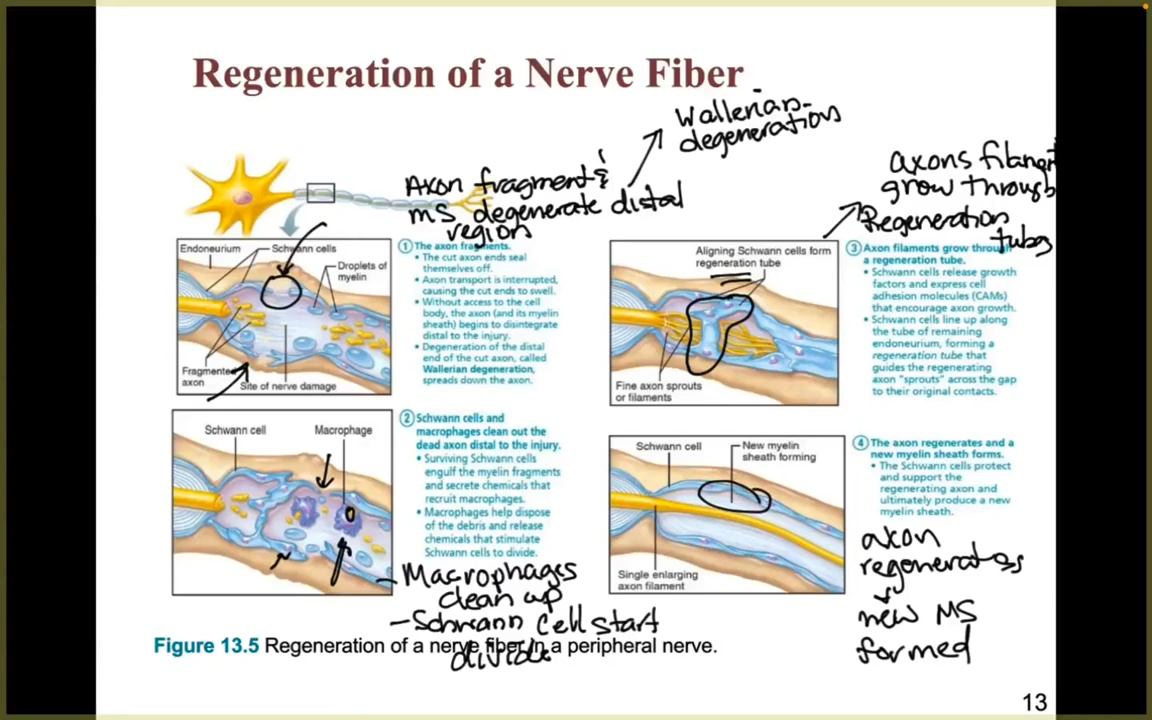 Regeneration of a Nerve Fiber
Wallerian
degeneration
Axon fragment &
MS degenerate distal
region
axons filament
grow through
Regeneration
tubs
Endoneurium
Schwann cells
Droplets of
myelin
Fragmented
axon
Site of nerve damage
1 The axon fragments.
• The cut axon ends seal
themselves off.
• Axon transport is interrupted,
causing the cut ends to swell.
• Without access to the cell
body, the axon (and its myelin
sheath) begins to disintegrate
distal to the injury.
• Degeneration of the distal
end of the cut axon, called
Wallerian degeneration,
spreads down the axon.
Aligning Schwann cells form
regeneration tube
Fine axon sprouts
or filaments
3 Axon filaments grow through
a regeneration tube.
• Schwann cells release growth
factors and express cell
adhesion molecules (CAMs)
that encourage axon growth.
• Schwann cells line up along
the tube of remaining
endoneurium, forming a
regeneration tube that
guides the regenerating
axon “sprouts” across the gap
to their original contacts.
Schwann cell
Macrophage
2 Schwann cells and
macrophages clean out the
dead axon distal to the injury.
• Surviving Schwann cells
engulf the myelin fragments
and secrete chemicals that
recruit macrophages.
• Macrophages help dispose
of the debris and release
chemicals that stimulate
Schwann cells to divide.
- Macrophages
clean up
- Schwann Cell start
divide
Schwann cell
New myelin
sheath forming
Single enlarging
axon filament
4 The axon regenerates and a
new myelin sheath forms.
• The Schwann cells protect
and support the
regenerating axon and
ultimately produce a new
myelin sheath.
axon
regenerates
new MS
formed
Figure 13.5 Regeneration of a nerve fiber in a peripheral nerve.
13